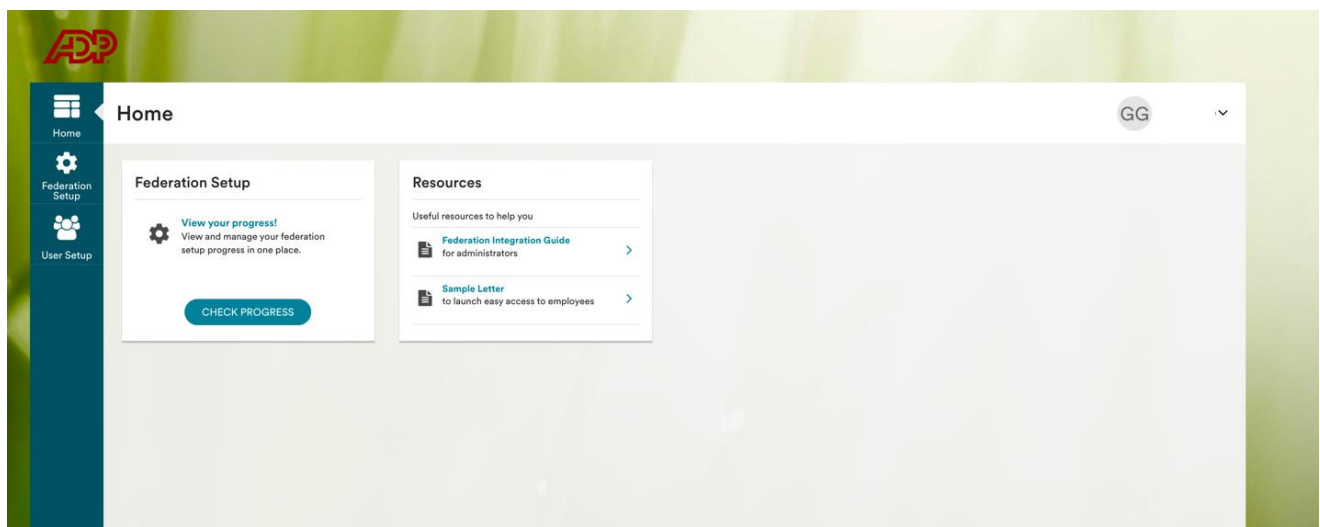 ADP
Home
Home
GG
Federation
Setup
User Setup
Federation Setup
View your progress!
View and manage your federation
setup progress in one place.
CHECK PROGRESS
Resources
Useful resources to help you
Federation Integration Guide
for administrators
Sample Letter
to launch easy access to employees